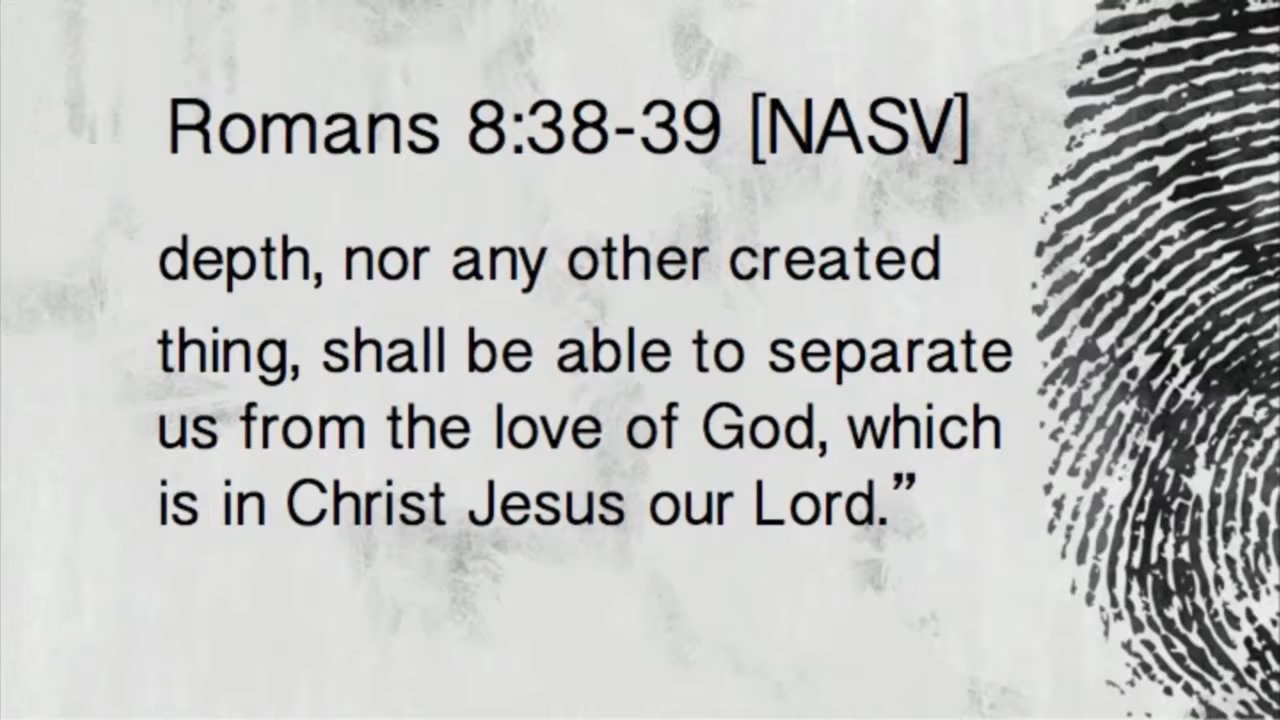 Romans 8:38-39 [NASV]
depth, nor any other created
thing, shall be able to separate
us from the love of God, which
is in Christ Jesus our Lord.”